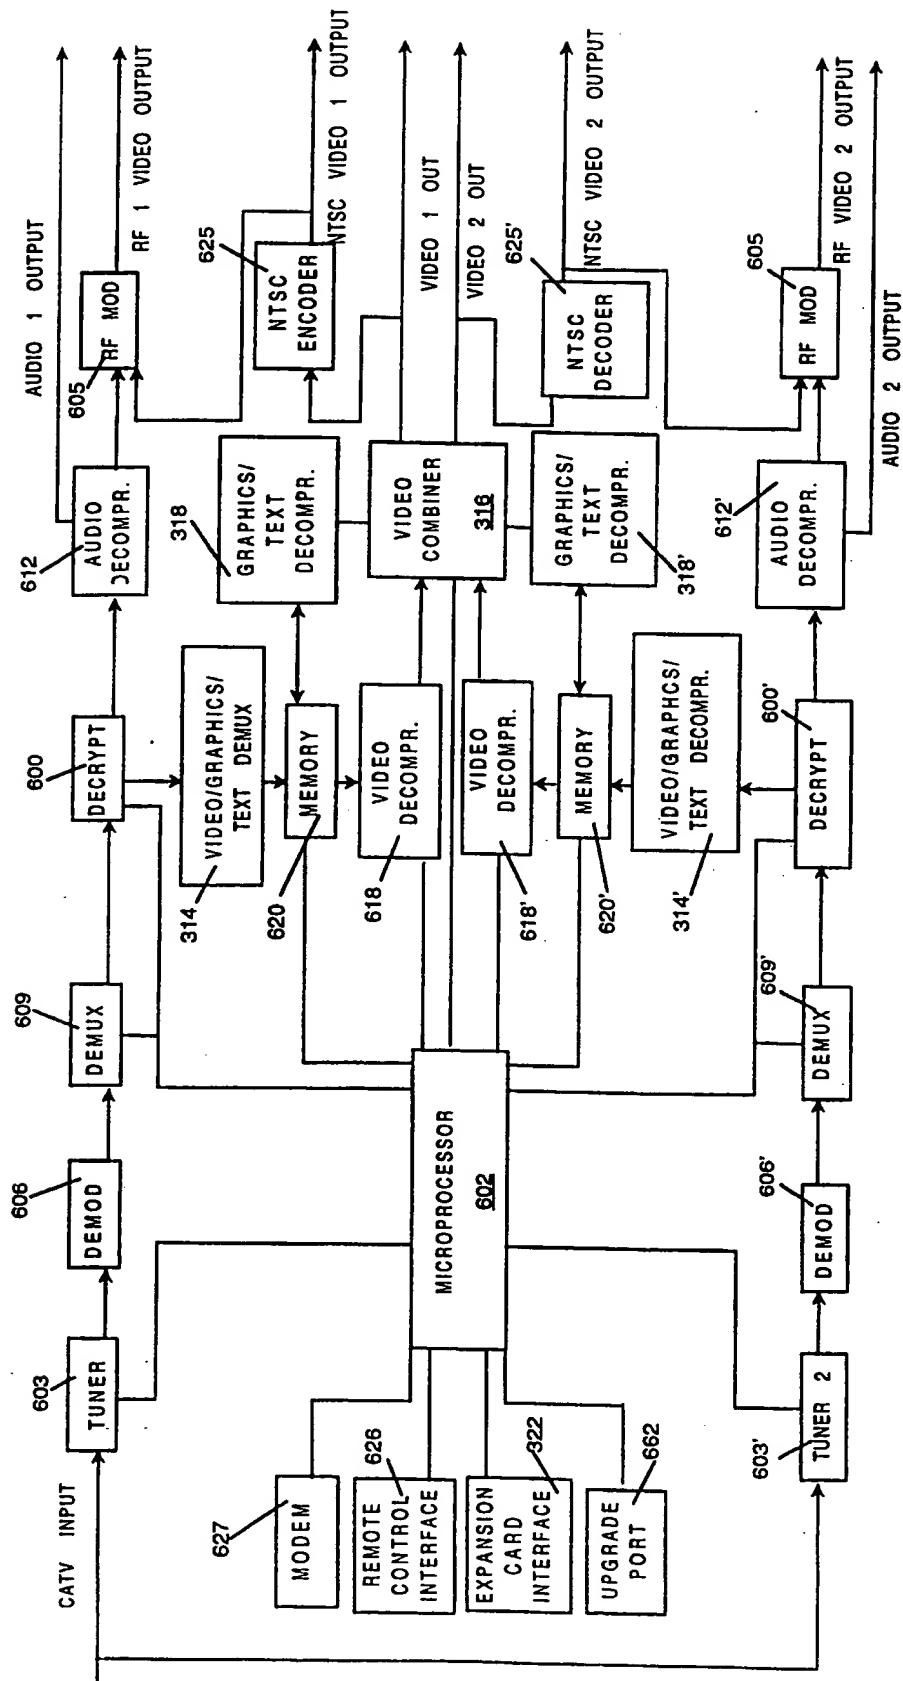 CATV INPUT
603
TUNER
606
DEMOD
609
DEMUX
600
DECRYPT
612
AUDIO
DECOMPR.
605
RF MOD
AUDIO 1 OUTPUT
RF 1 VIDEO OUTPUT
314
VIDEO/GRAPHICS/
TEXT DEMUX
318
GRAPHICS/
TEXT
DECOMPR.
625
NTSC
ENCODER
NTSC VIDEO 1 OUTPUT
620
MEMORY
618
VIDEO
DECOMPR.
VIDEO
COMBINER
316
VIDEO 1 OUT
VIDEO 2 OUT
627
MODEM
626
REMOTE
CONTROL
INTERFACE
322
EXPANSION
CARD
INTERFACE
662
UPGRADE
PORT
MICROPROCESSOR
602
618'
VIDEO
DECOMPR.
620'
MEMORY
318'
GRAPHICS/
TEXT
DECOMPR.
625'
NTSC
DECODER
NTSC VIDEO 2 OUTPUT
314'
VIDEO/GRAPHCS/
TEXT DECOMPR.
603'
TUNER 2
606'
DEMOD
609'
DEMUX
600'
DECRYPT
612'
AUDIO
DECOMPR.
605
RF MOD
RF VIDEO 2 OUTPUT
AUDIO 2 OUTPUT